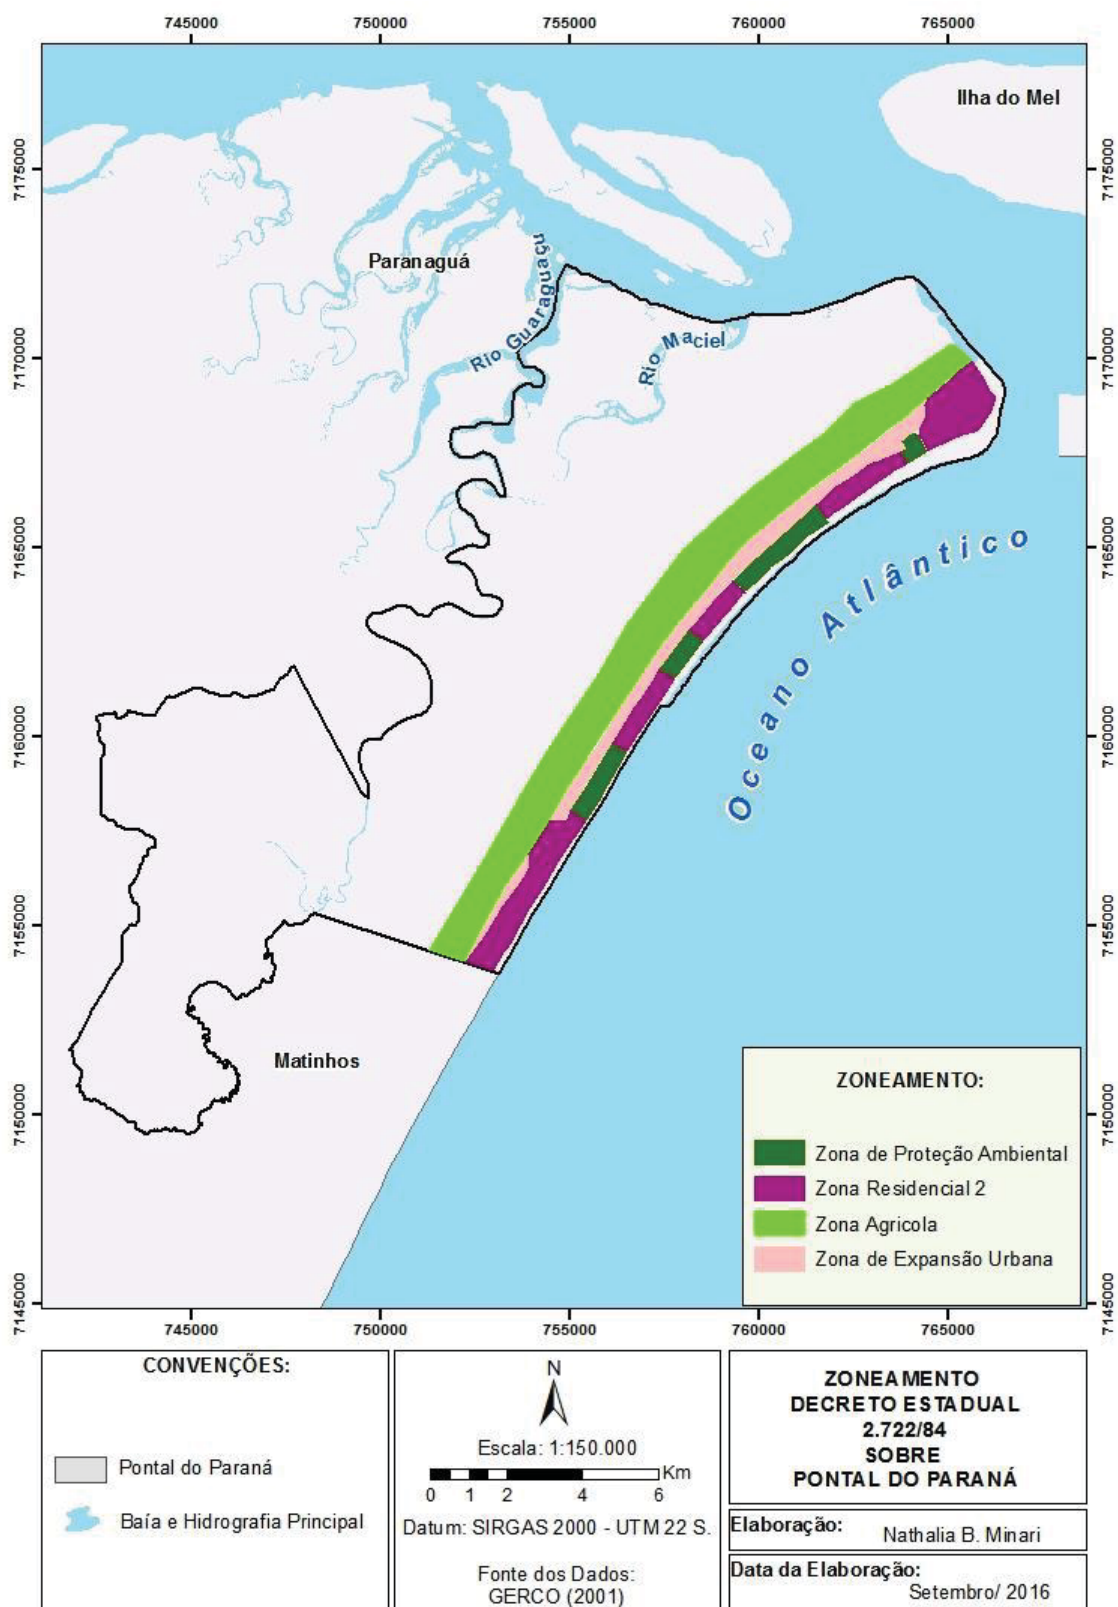 745000 750000 755000 760000 765000
7175000
7170000
7165000
7160000
7155000
7150000
7145000
Ilha do Mel
Paranaguá
Rio Guaraguaçu
Rio Maciel
Oceano Atlântico
Matinhos
7175000
7170000
7165000
7160000
7155000
7150000
7145000
ZONEAMENTO:
Zona de Proteção Ambiental
Zona Residencial 2
Zona Agricola
Zona de Expansão Urbana
745000 750000 755000 760000 765000
CONVENÇÕES:
Pontal do Paraná
Baía e Hidrografia Principal
N
Escala: 1:150.000
Km
0 1 2 4 6
Datum: SIRGAS 2000 - UTM 22 S.
Fonte dos Dados:
GERCO (2001)
ZONEAMENTO
DECRETO ESTADUAL
2.722/84
SOBRE
PONTAL DO PARANÁ
Elaboração:
Nathalia B. Minari
Data da Elaboração:
Setembro/ 2016